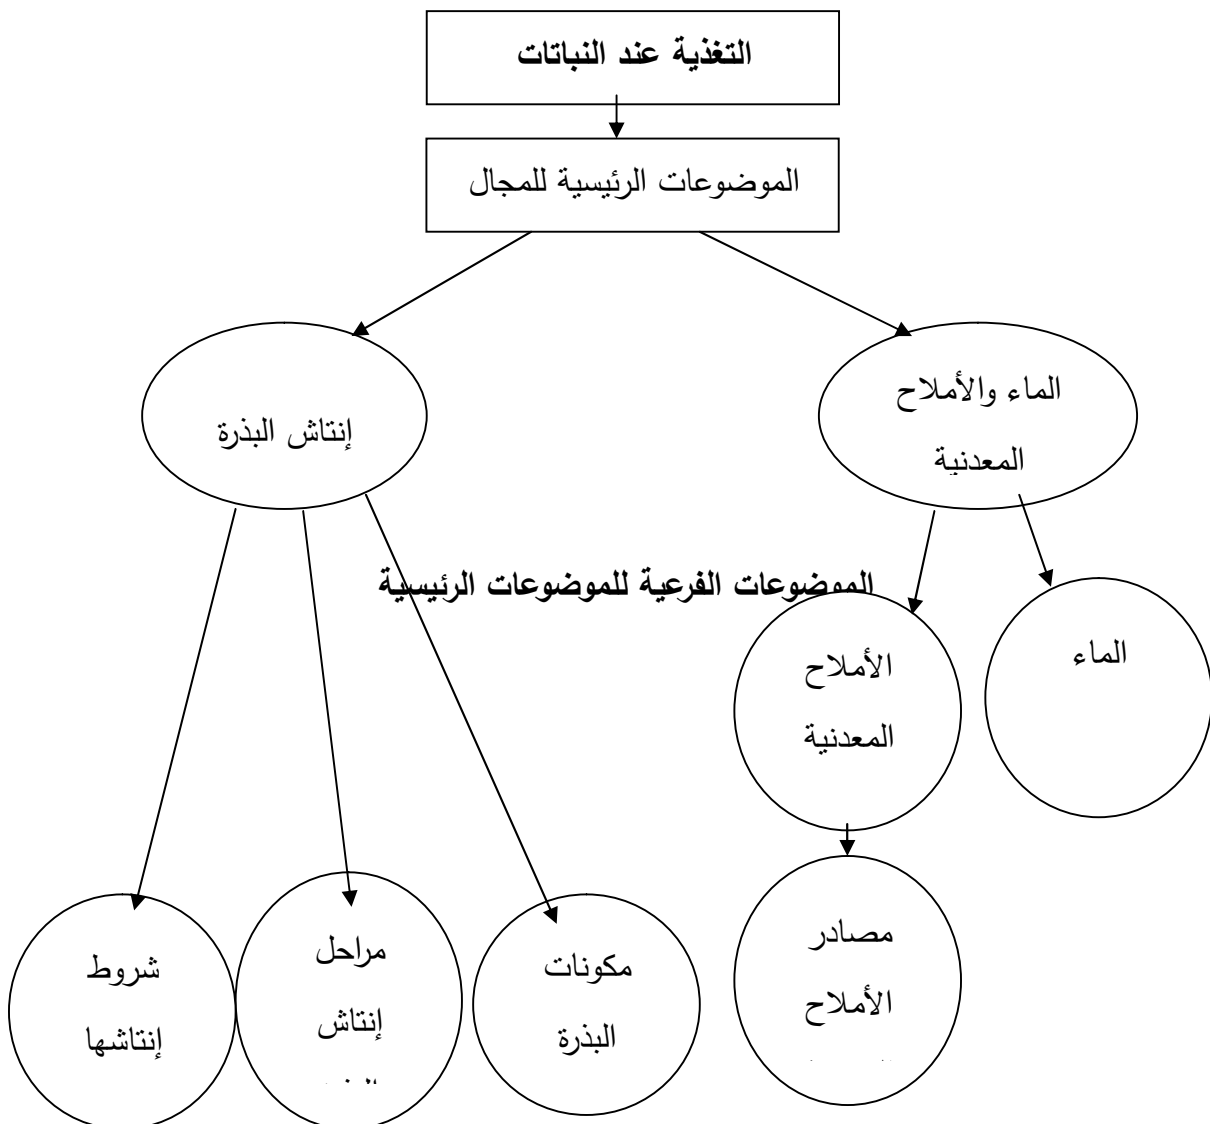 التغذية عند النباتات
الموضوعات الرئيسية للمجال
الماء والأملاح
المعدنية
إنتاش البذرة
الموضوعات الفرعية للموضوعات الرئيسية
الماء
الأملاح
المعدنية
مصادر
الأملاح
مكونات
البذرة
مراحل
إنتاش
شروط
إنتاشها